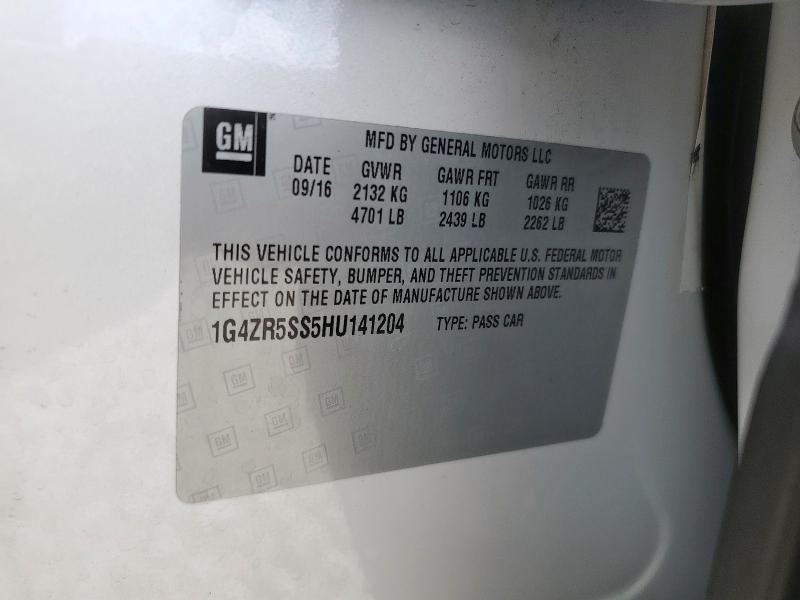 GM
MFD BY GENERAL MOTORS LLC
DATE GVWR GAWR FRT GAWR RR
09/16 2132 KG 1106 KG 1026 KG
4701 LB 2439 LB 2262 LB
THIS VEHICLE CONFORMS TO ALL APPLICABLE U.S. FEDERAL MOTOR
VEHICLE SAFETY, BUMPER, AND THEFT PREVENTION STANDARDS IN
EFFECT ON THE DATE OF MANUFACTURE SHOWN ABOVE.
1G4ZR5SS5HU141204 TYPE: PASS CAR